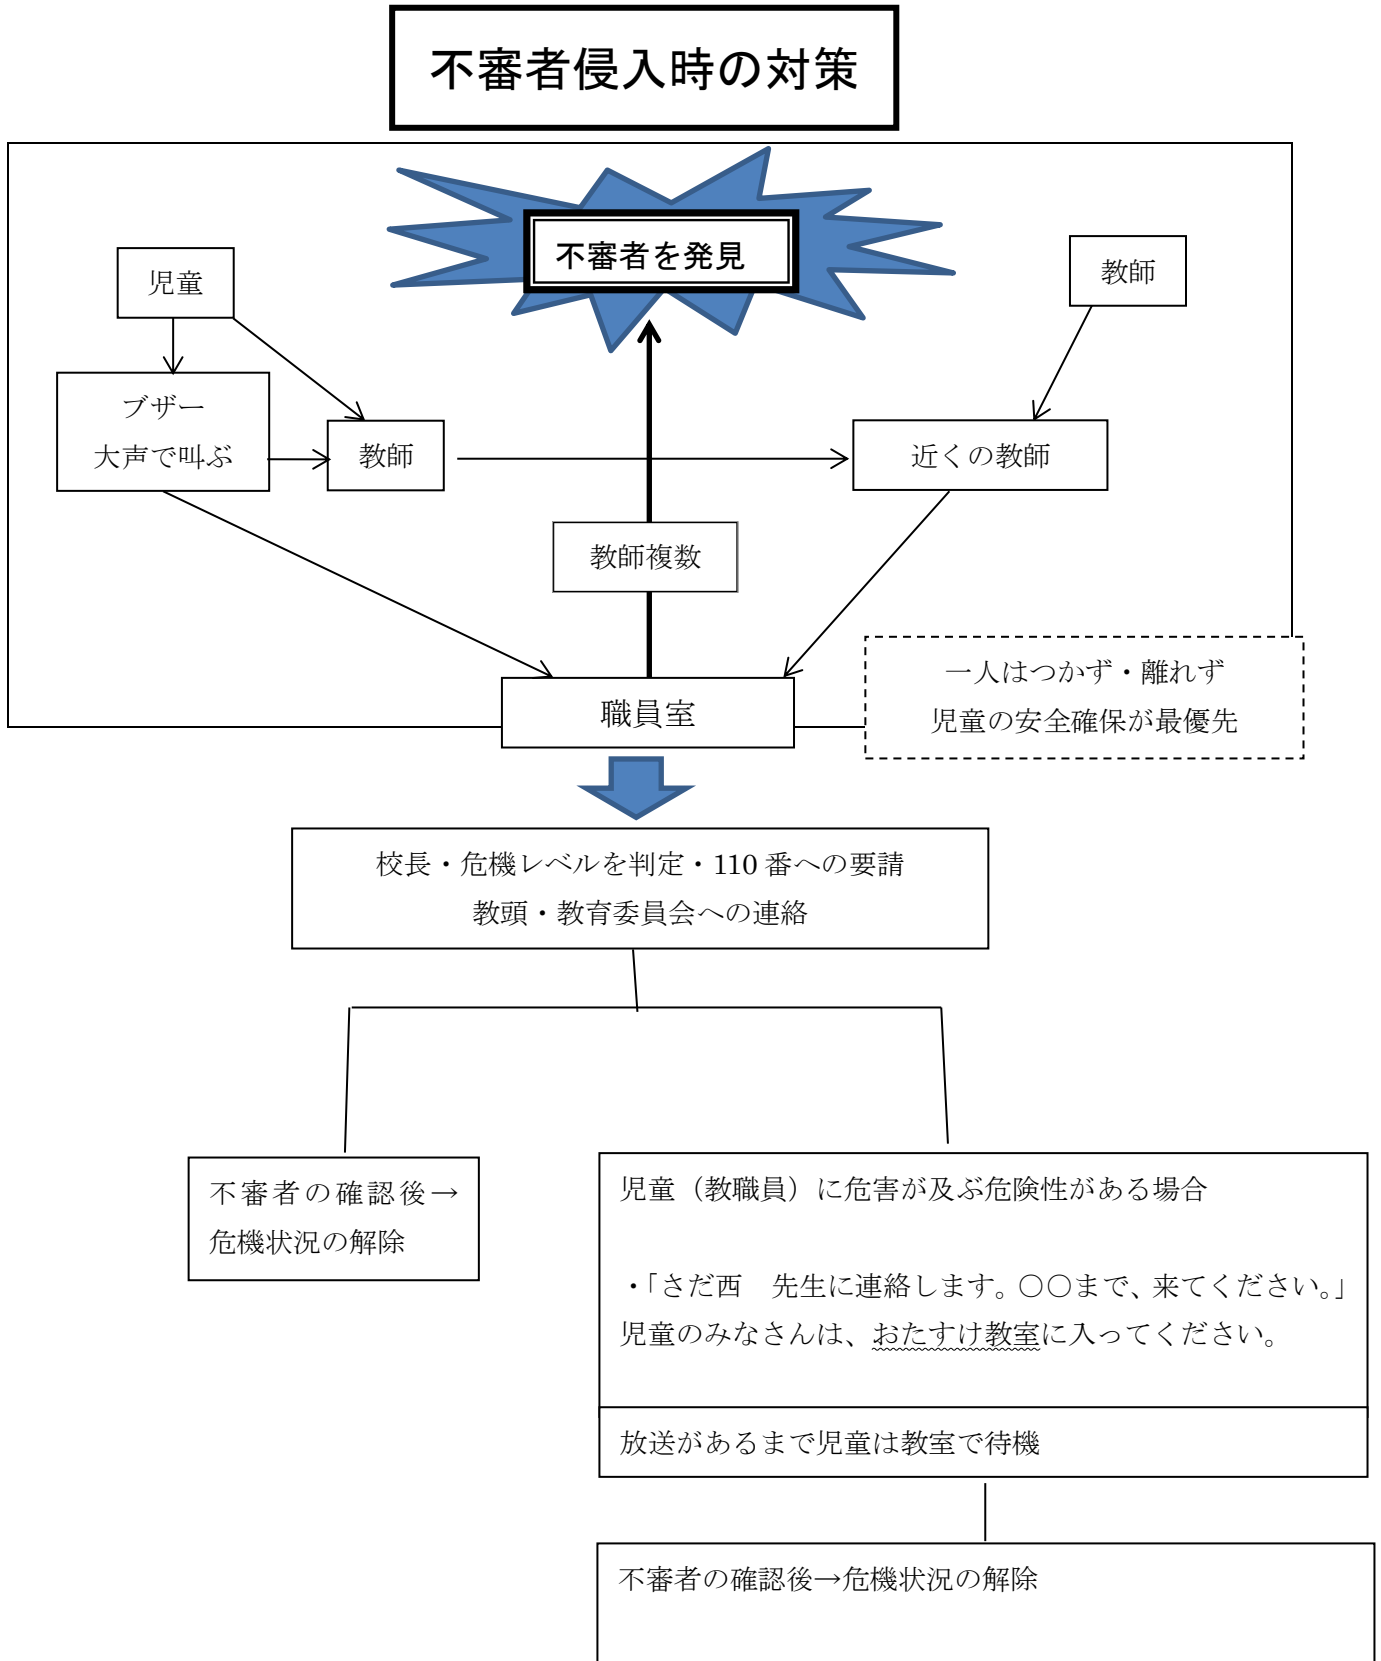 不審者侵入時の対策
不審者を発見
児童
教師
ブザー
大声で叫ぶ
教師
近くの教師
教師複数
職員室
一人はつかず・離れず
児童の安全確保が最優先
校長・危機レベルを判定・110 番への要請
教頭・教育委員会への連絡
不審者の確認後→
危機状況の解除
児童（教職員）に危害が及ぶ危険性がある場合
・「さだ西　先生に連絡します。〇〇まで、来てください。」
児童のみなさんは、おたすけ教室に入ってください。
放送があるまで児童は教室で待機
不審者の確認後→危機状況の解除